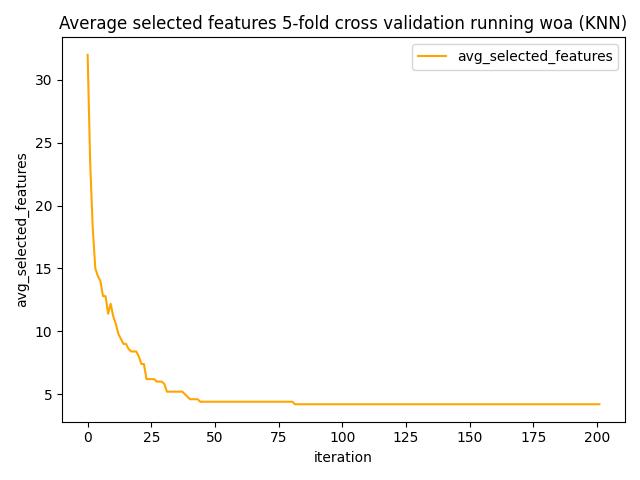 Average selected features 5-fold cross validation running woa (KNN)
avg_selected_features
avg_selected_features
30
25
20
15
10
5
0 25 50 75 100 125 150 175 200
iteration